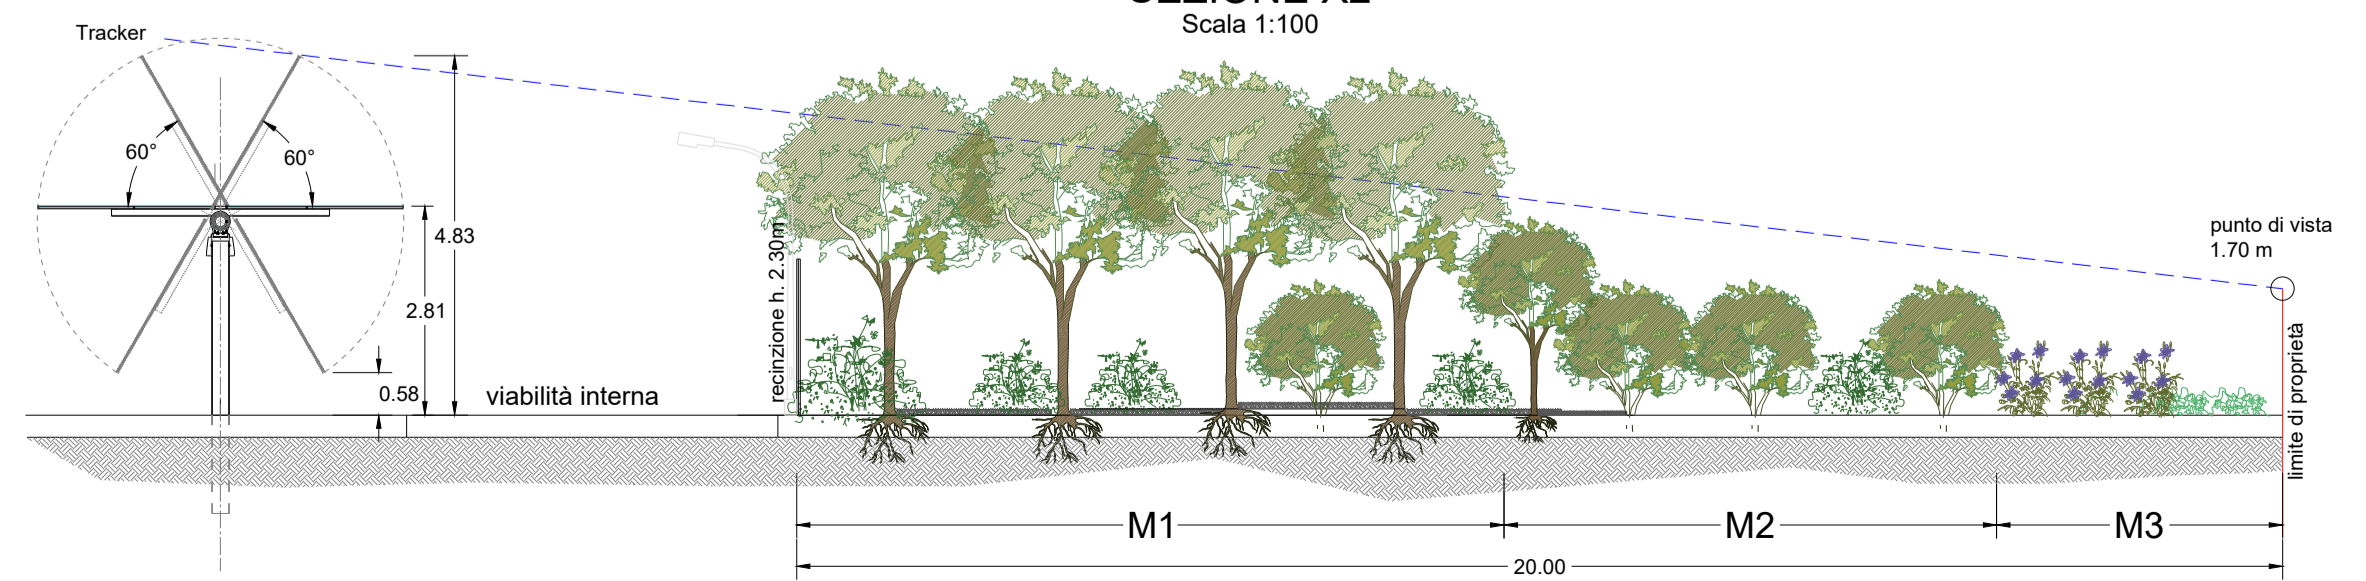 Scala 1:100
Tracker
60°
60°
4.83
2.81
0.58
viabilità interna
recinzione h. 2.30m
punto di vista
1.70 m
limite di proprietà
M1
M2
M3
20.00